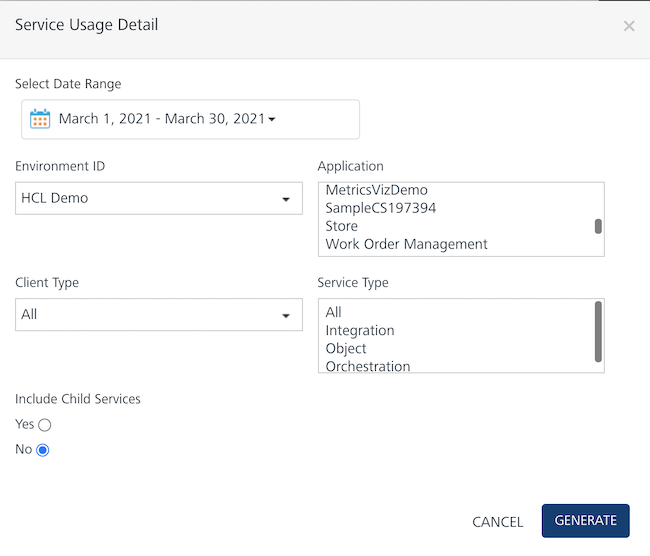 Service Usage Detail
Select Date Range
March 1, 2021 - March 30, 2021
Environment ID
HCL Demo
Application
MetricsVizDemo
SampleCS197394
Store
Work Order Management
Client Type
All
Service Type
All
Integration
Object
Orchestration
Include Child Services
Yes
No
CANCEL
GENERATE